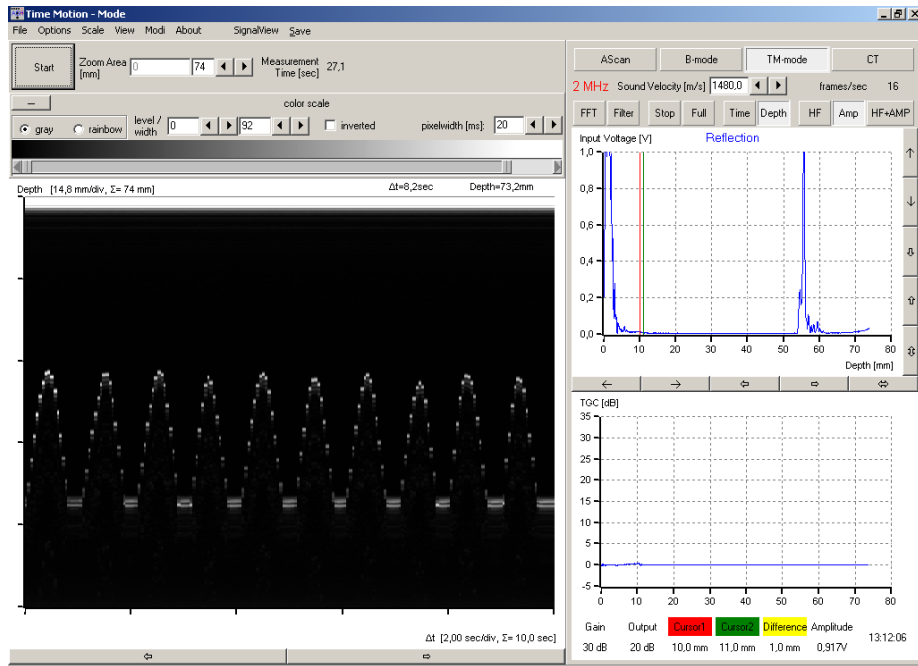 Time Motion - Mode
File Options Scale View Modi About SignalView Save
Start
Zoom Area [mm] 0 74
Measurement Time [sec] 27,1
color scale
gray rainbow level / width 0 92 inverted pixelwidth [ms]: 20
Depth [14,8 mm/div, Σ= 74 mm] Δt=8,2sec Depth=73,2mm
Δt [2,00 sec/div, Σ= 10,0 sec]
AScan B-mode TM-mode CT
2 MHz Sound Velocity [m/s] 1480,0 frames/sec 16
FFT Filter Stop Full Time Depth HF Amp HF+AMP
Input Voltage [V] Reflection
1,0
0,8
0,6
0,4
0,2
0,0
0 10 20 30 40 50 60 70 80
Depth [mm]
TGC [dB]
35
30
25
20
15
10
5
0
-5
0 10 20 30 40 50 60 70 80
Gain Output Cursor1 Cursor2 Difference Amplitude
30 dB 20 dB 10,0 mm 11,0 mm 1,0 mm 0,917V 13:12:06